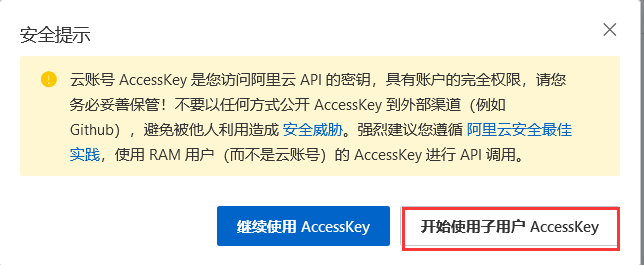 安全提示
云账号 AccessKey 是您访问阿里云 API 的密钥，具有账户的完全权限，请您
务必妥善保管！不要以任何方式公开 AccessKey 到外部渠道（例如
Github），避免被他人利用造成 安全威胁。强烈建议您遵循 阿里云安全最佳
实践，使用 RAM 用户（而不是云账号）的 AccessKey 进行 API 调用。
继续使用 AccessKey
开始使用子用户 AccessKey